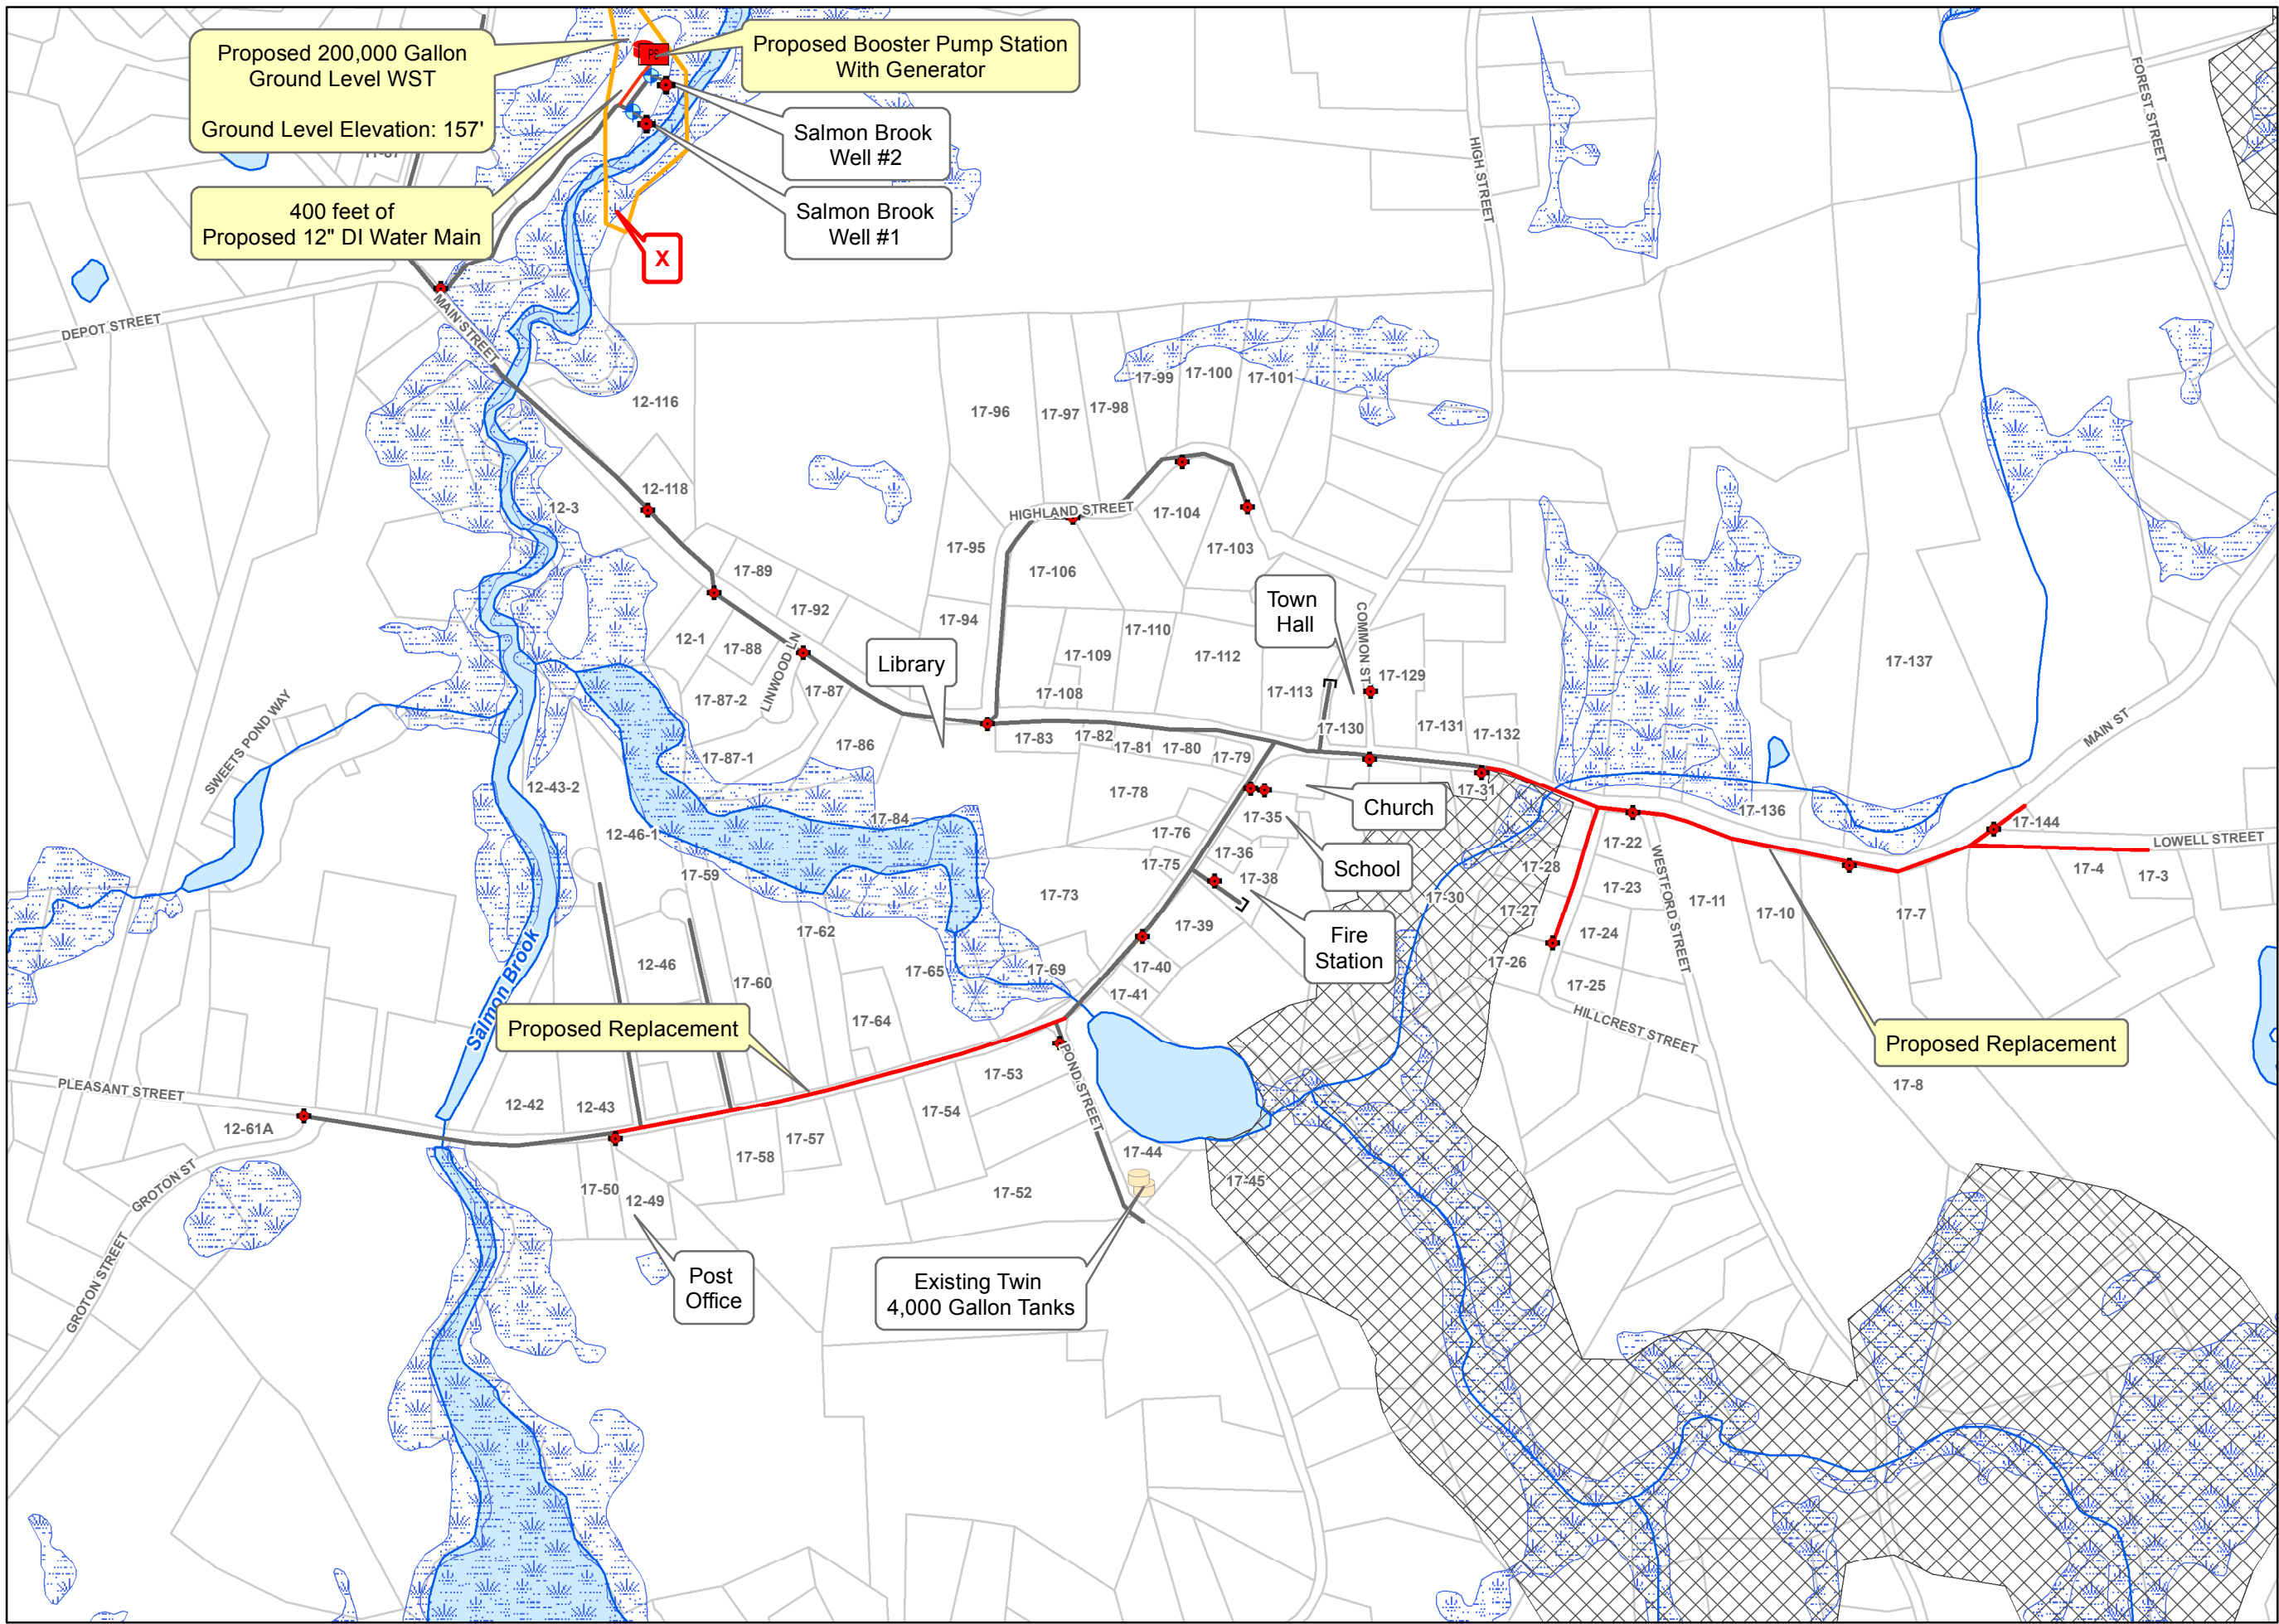 Proposed 200,000 Gallon
Ground Level WST
Ground Level Elevation: 157'
PS
Proposed Booster Pump Station
With Generator
Salmon Brook
Well #2
Salmon Brook
Well #1
400 feet of
Proposed 12" DI Water Main
X
FOREST STREET
HIGH STREET
DEPOT STREET
MAIN STREET
12-116
17-96
17-97
17-98
17-99
17-100
17-101
12-118
12-3
HIGHLAND STREET
17-104
17-103
17-95
17-106
17-89
17-92
17-94
12-1
17-88
LINWOOD LN
17-87
17-87-2
17-87-1
17-86
Library
17-109
17-108
17-110
17-112
Town
Hall
COMMON ST
17-113
17-129
17-130
17-131
17-132
17-137
MAIN ST
SWEETS POND WAY
17-83
17-82
17-81
17-80
17-79
17-78
12-43-2
12-46-1
17-84
17-76
17-75
17-35
17-36
17-38
17-31
Church
School
Fire
Station
17-136
17-144
LOWELL STREET
17-22
17-28
17-23
17-30
17-27
17-24
17-26
17-25
WESTFORD STREET
17-11
17-10
17-7
17-4
17-3
17-59
17-73
17-39
17-40
17-41
17-62
17-65
17-69
12-46
17-60
17-64
Salmon Brook
Proposed Replacement
HILLCREST STREET
Proposed Replacement
17-8
PLEASANT STREET
17-53
POND STREET
17-54
12-42
12-43
12-61A
17-57
17-58
17-44
17-45
GROTON ST
17-50
12-49
17-52
GROTON STREET
Post
Office
Existing Twin
4,000 Gallon Tanks